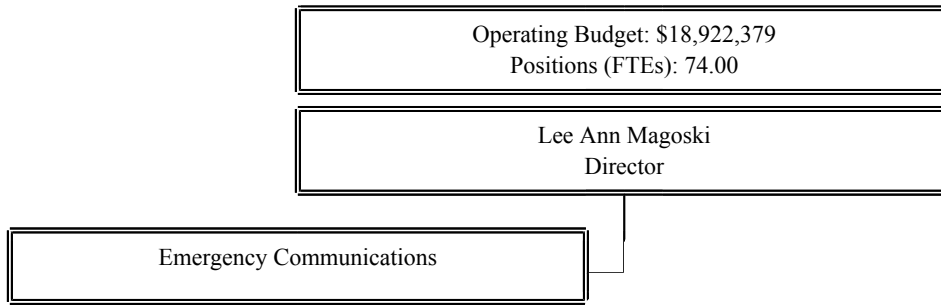 Operating Budget: $18,922,379
Positions (FTEs): 74.00
Lee Ann Magoski
Director
Emergency Communications